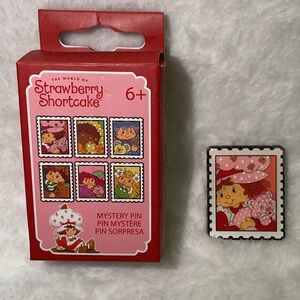 THE WORLD OF
Strawberry
Shortcake
6+
MYSTERY PIN
PIN MYSTÈRE
PIN SORPRESA